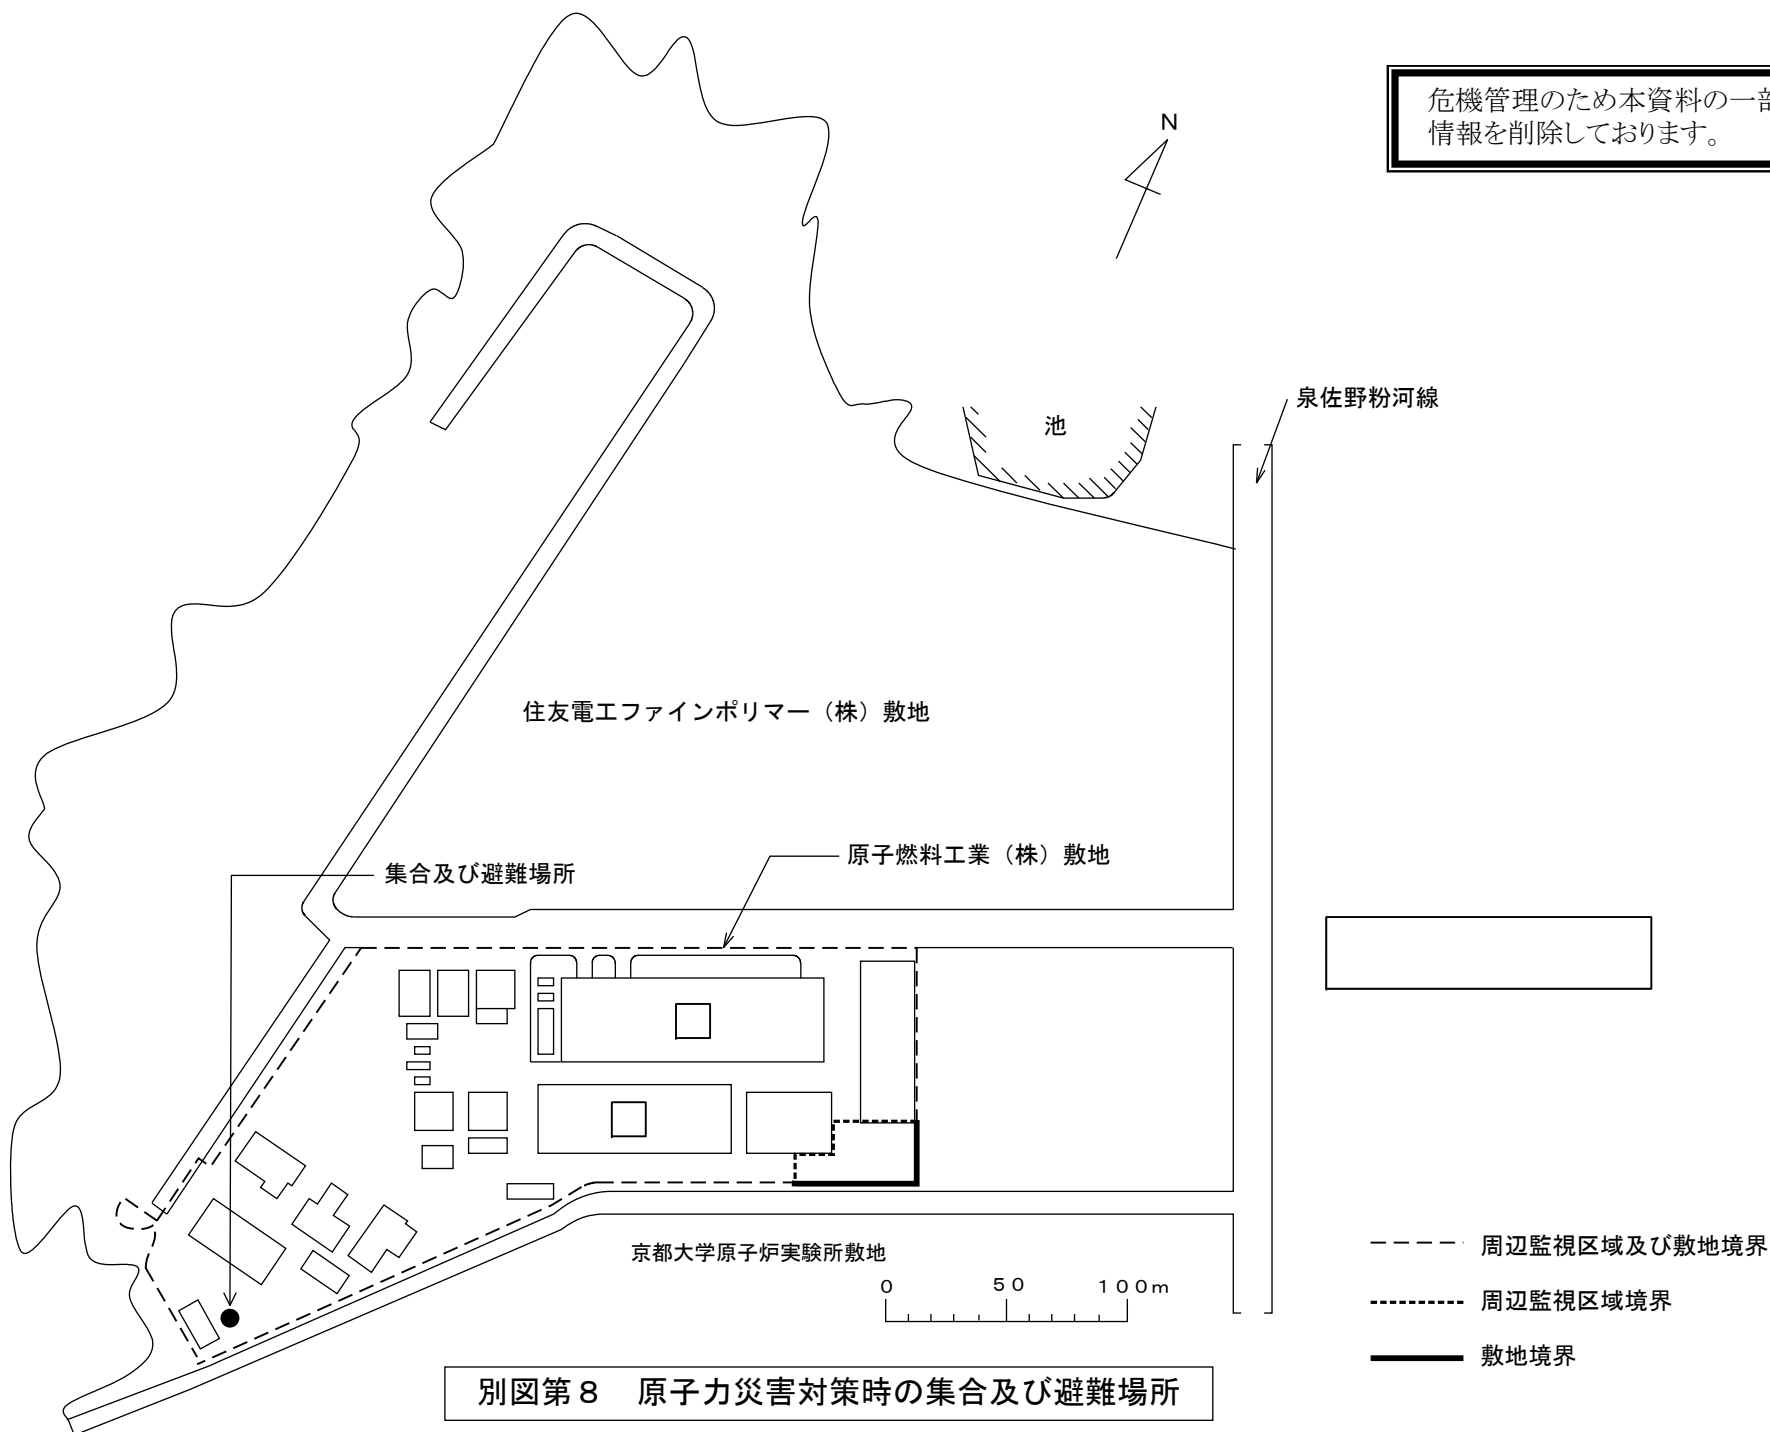 危機管理のため本資料の一部
情報を削除しております。
N
泉佐野粉河線
池
住友電工ファインポリマー（株）敷地
原子燃料工業（株）敷地
集合及び避難場所
京都大学原子炉実験所敷地
0 50 100m
周辺監視区域及び敷地境界
周辺監視区域境界
敷地境界
別図第８　原子力災害対策時の集合及び避難場所